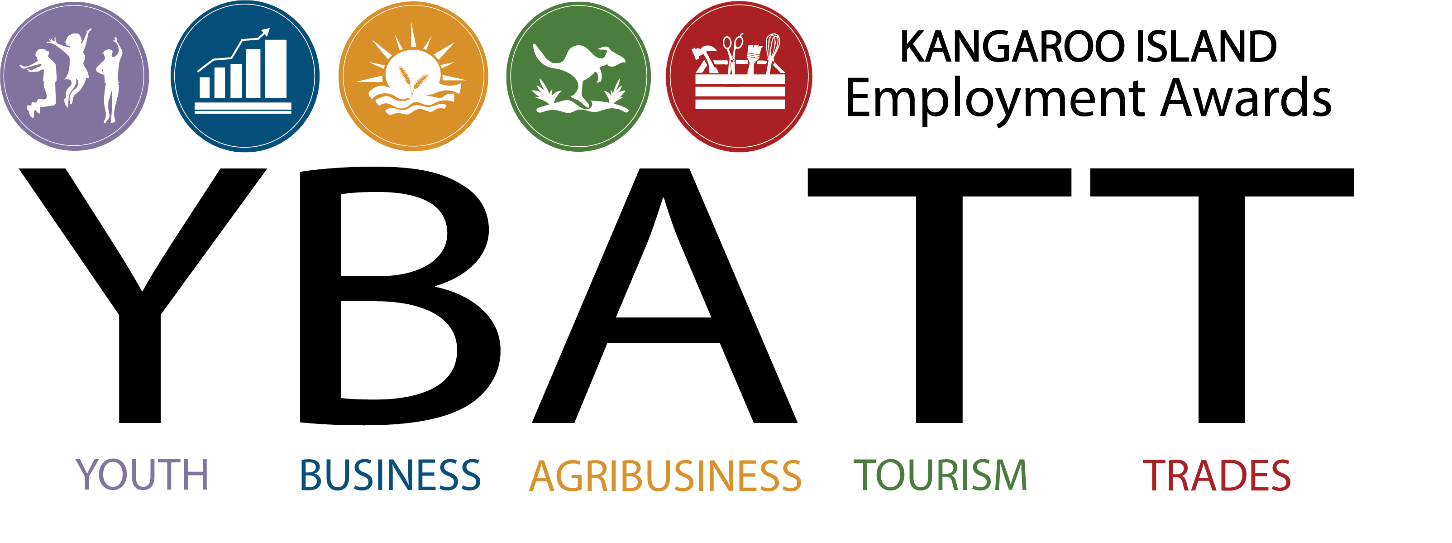 KANGAROO ISLAND
Employment Awards
YBATT
YOUTH BUSINESS AGRIBUSINESS TOURISM TRADES